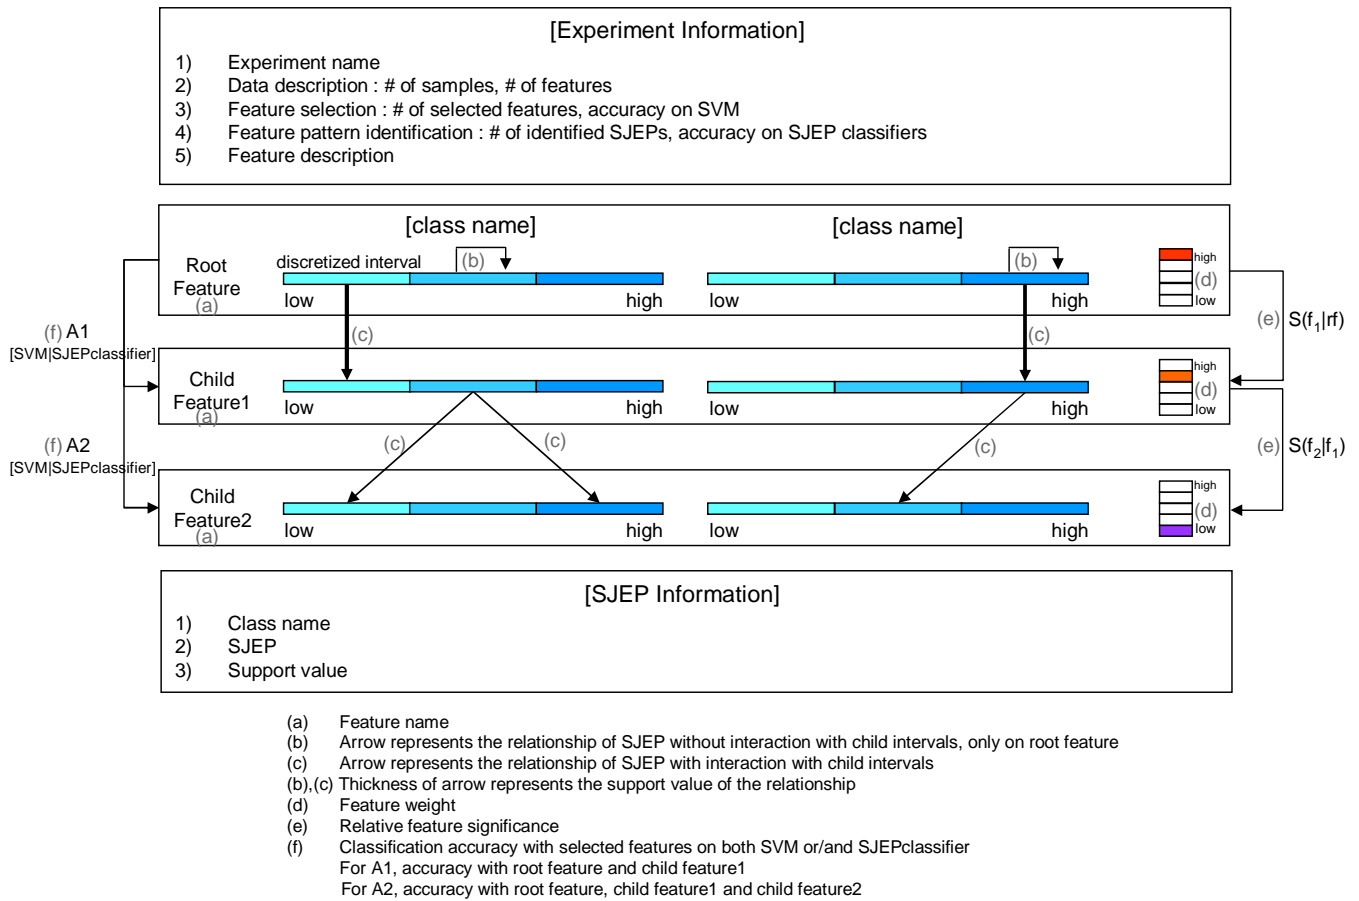 [Experiment Information]
1) Experiment name
2) Data description : # of samples, # of features
3) Feature selection : # of selected features, accuracy on SVM
4) Feature pattern identification : # of identified SJEPs, accuracy on SJEP classifiers
5) Feature description
[class name] [class name]
Root Feature (a)
discretized interval (b) (b)
low high low high
high (d) low
(c) (c)
(f) A1
[SVM|SJEPclassifier]
(e) S(f₁|rf)
Child Feature1 (a)
low high low high
high (d) low
(c) (c) (c)
(f) A2
[SVM|SJEPclassifier]
(e) S(f₂|f₁)
Child Feature2 (a)
low high low high
high (d) low
[SJEP Information]
1) Class name
2) SJEP
3) Support value
(a) Feature name
(b) Arrow represents the relationship of SJEP without interaction with child intervals, only on root feature
(c) Arrow represents the relationship of SJEP with interaction with child intervals
(b),(c) Thickness of arrow represents the support value of the relationship
(d) Feature weight
(e) Relative feature significance
(f) Classification accuracy with selected features on both SVM or/and SJEPclassifier
For A1, accuracy with root feature and child feature1
For A2, accuracy with root feature, child feature1 and child feature2